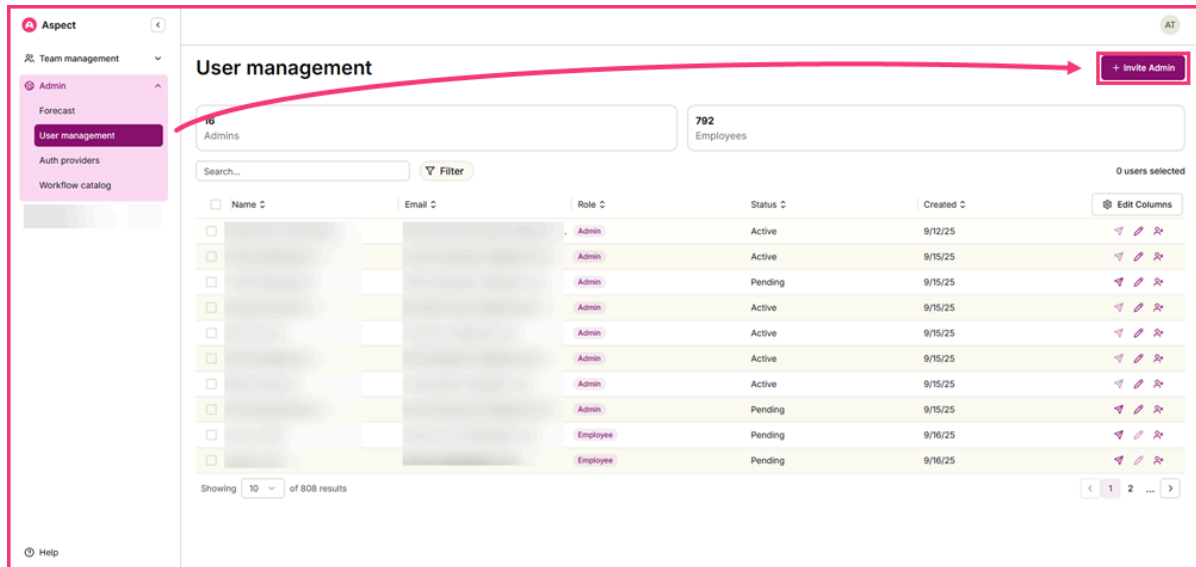 Aspect
AT
Team management
Admin
Forecast
User management
Auth providers
Workflow catalog
Help
User management
+ Invite Admin
16
Admins
792
Employees
Search...
Filter
0 users selected
Name Email Role Status Created Edit Columns
Admin Active 9/12/25
Admin Active 9/15/25
Admin Pending 9/15/25
Admin Active 9/15/25
Admin Active 9/15/25
Admin Active 9/15/25
Admin Active 9/15/25
Admin Pending 9/15/25
Employee Pending 9/16/25
Employee Pending 9/16/25
Showing 10 of 808 results
1 2 ...